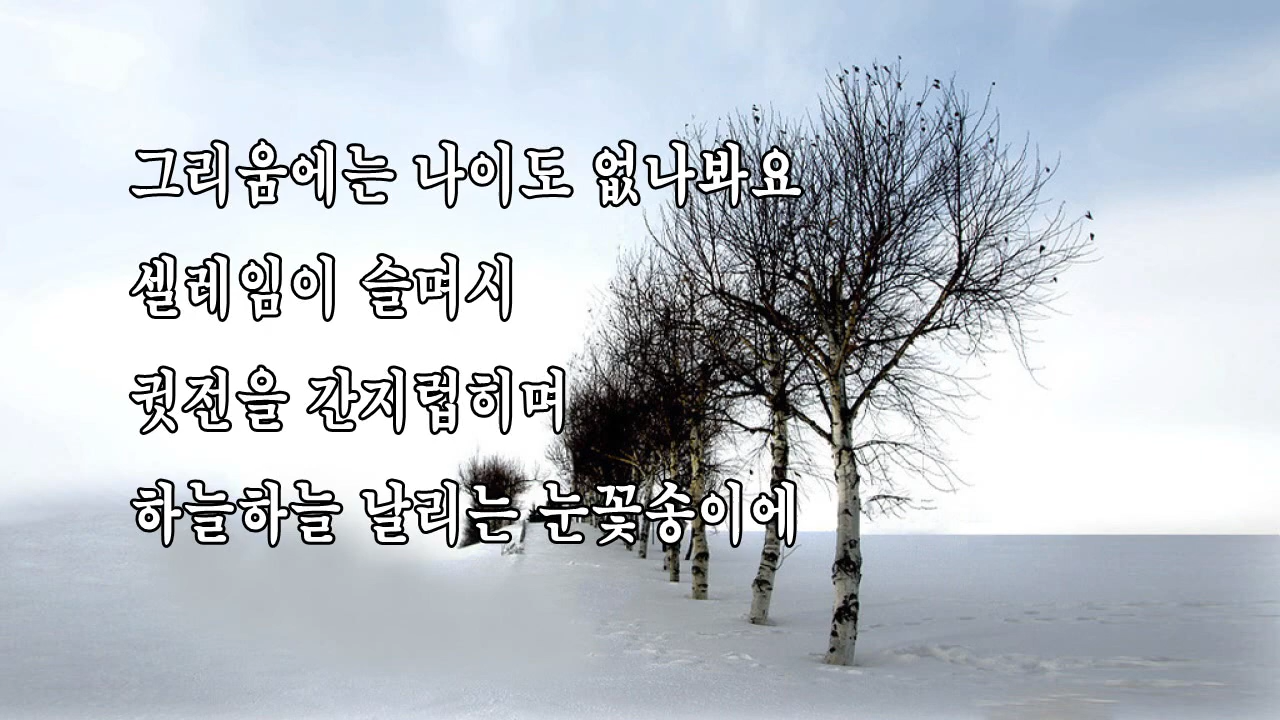 그리움에는 나이도 없나봐요
셀레임이 슬며시
귓전을 간지럽히며
하늘하늘 날리는 눈꽃송이에